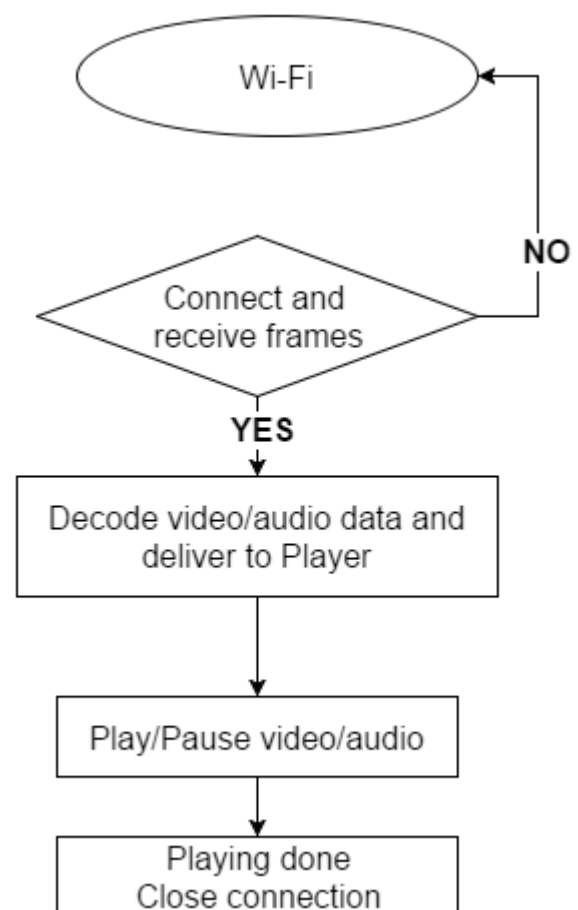 Wi-Fi
NO
Connect and
receive frames
YES
Decode video/audio data and
deliver to Player
Play/Pause video/audio
Playing done
Close connection